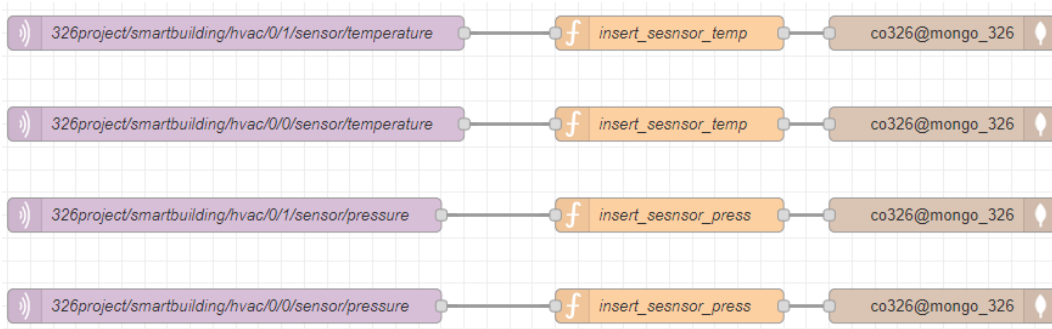 326project/smartbuilding/hvac/0/1/sensor/temperature
insert_sesnsor_temp
co326@mongo_326
326project/smartbuilding/hvac/0/0/sensor/temperature
insert_sesnsor_temp
co326@mongo_326
326project/smartbuilding/hvac/0/1/sensor/pressure
insert_sesnsor_press
co326@mongo_326
326project/smartbuilding/hvac/0/0/sensor/pressure
insert_sesnsor_press
co326@mongo_326